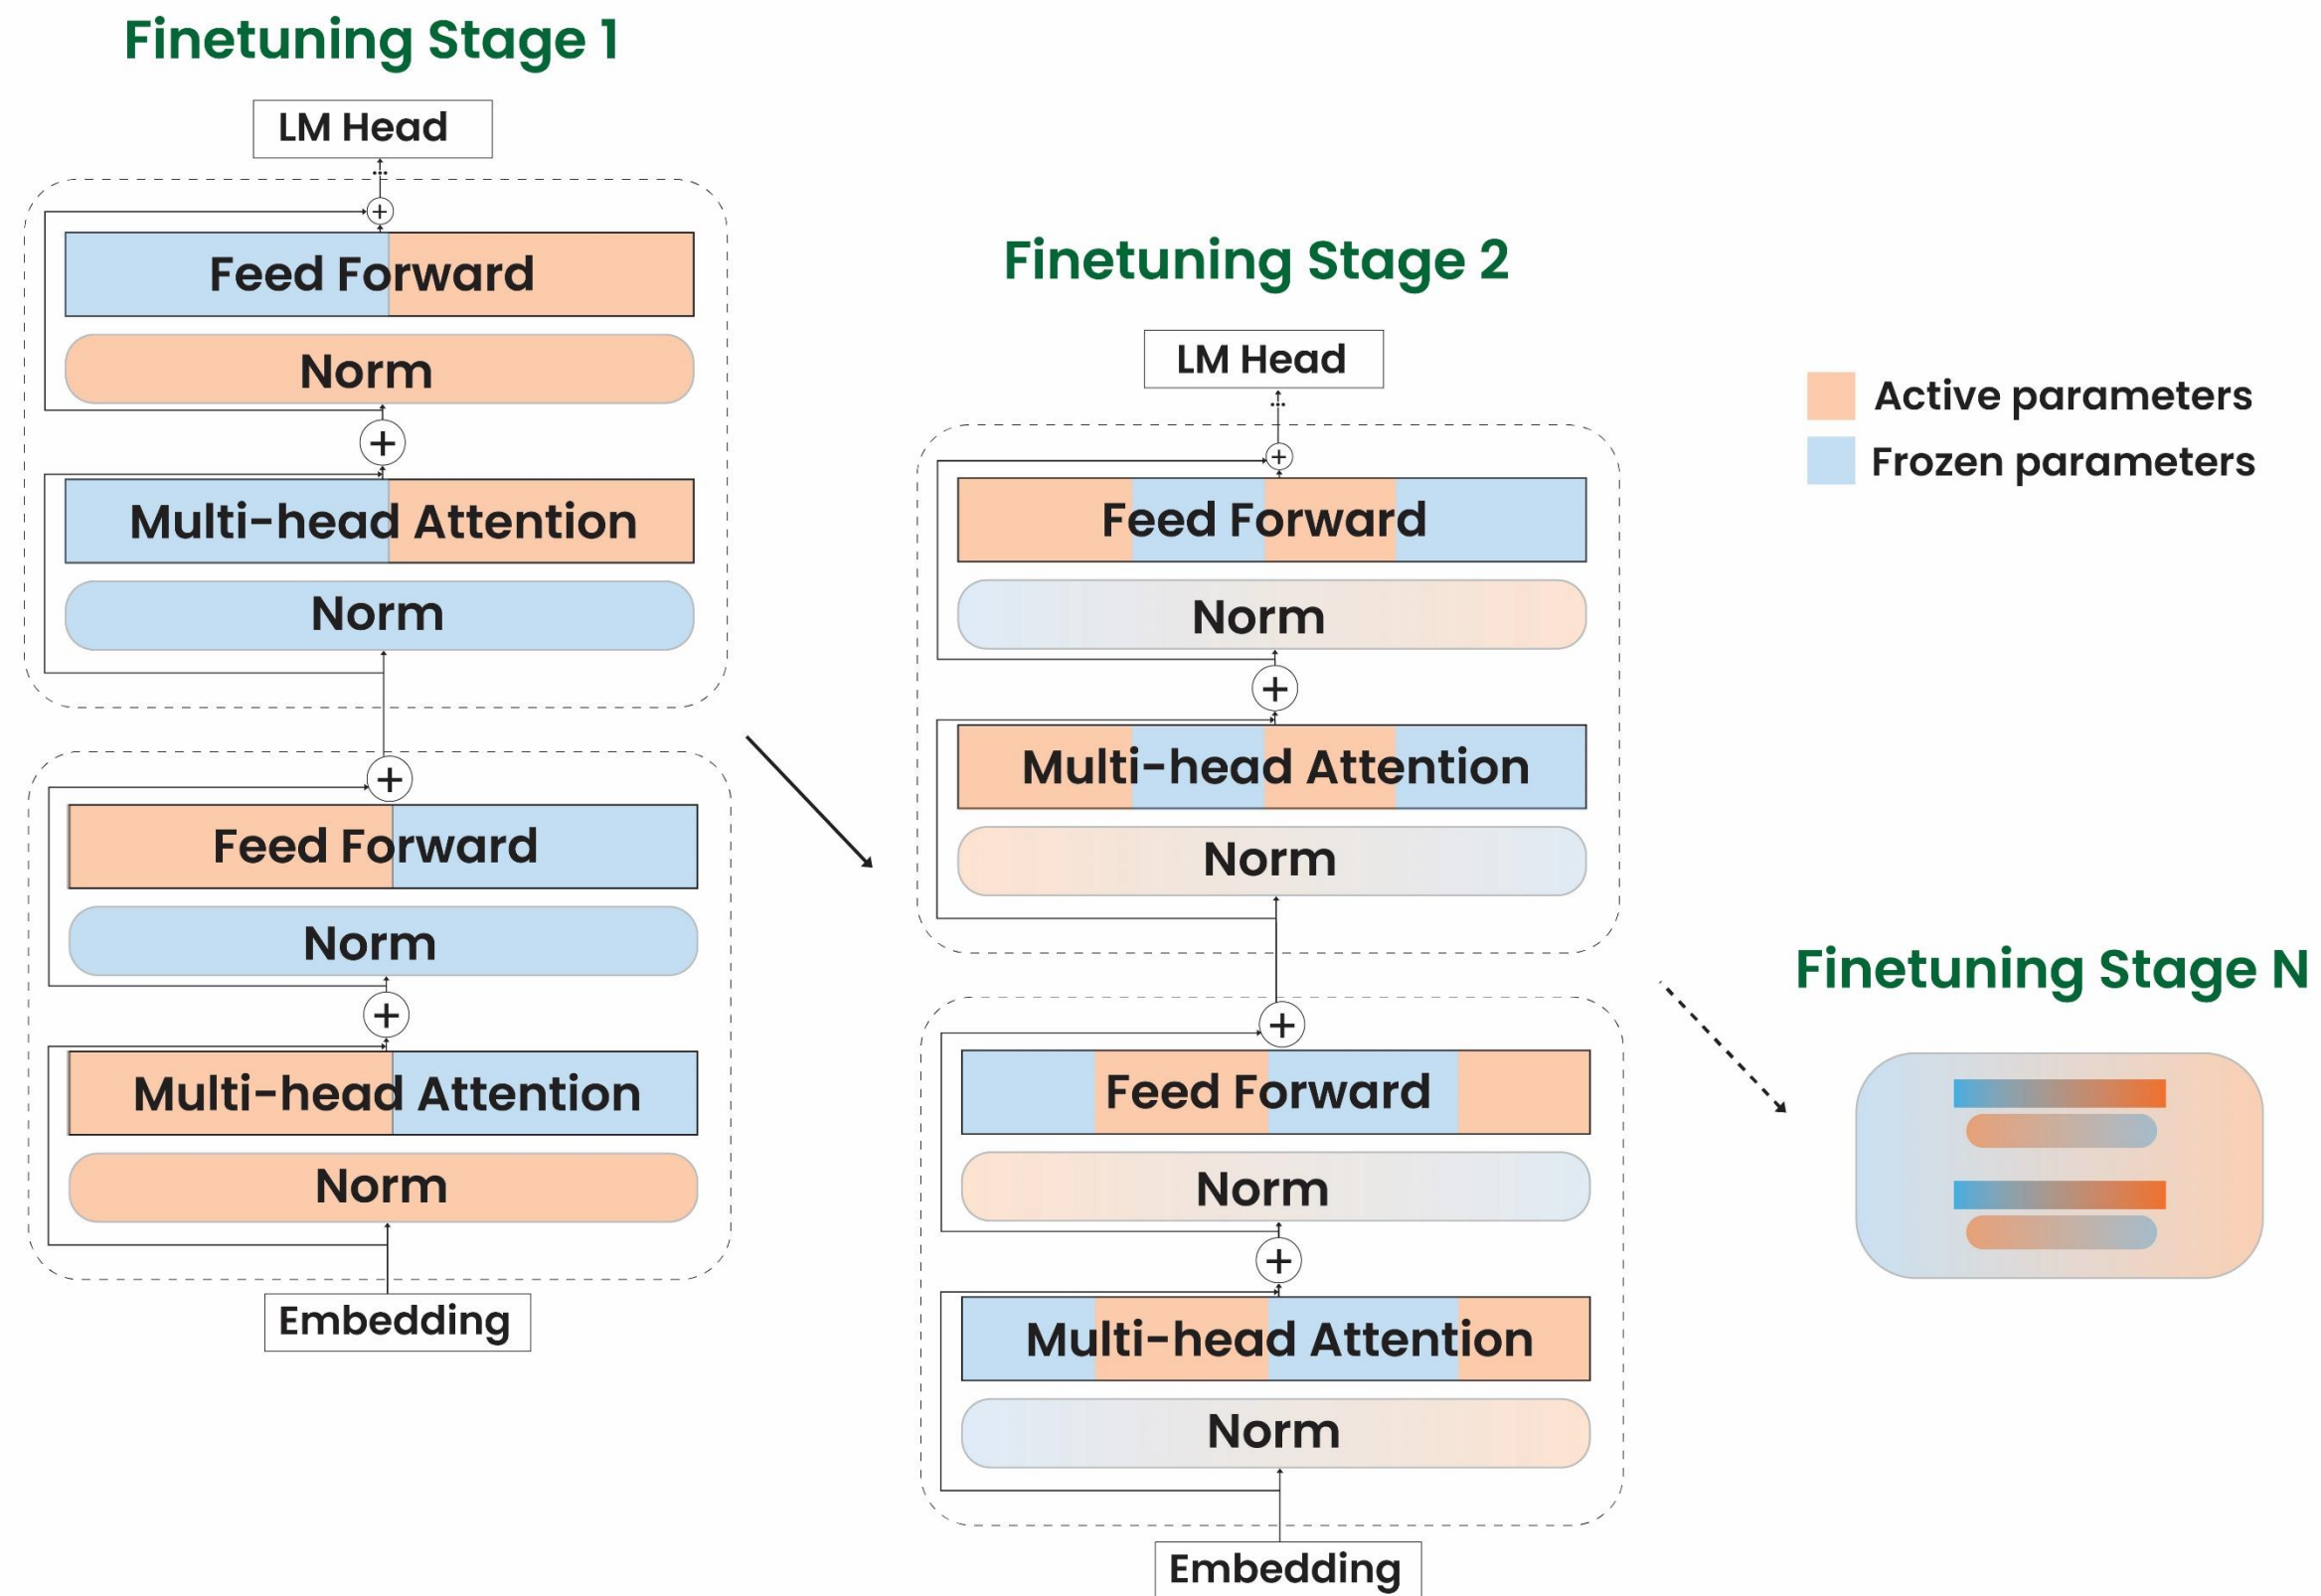 Finetuning Stage 1
LM Head
Feed Forward
Norm
+
Multi-head Attention
Norm
+
Feed Forward
Norm
+
Multi-head Attention
Norm
Embedding
Finetuning Stage 2
LM Head
+
Feed Forward
Norm
+
Multi-head Attention
Norm
+
Feed Forward
Norm
+
Multi-head Attention
Norm
Embedding
Active parameters
Frozen parameters
Finetuning Stage N